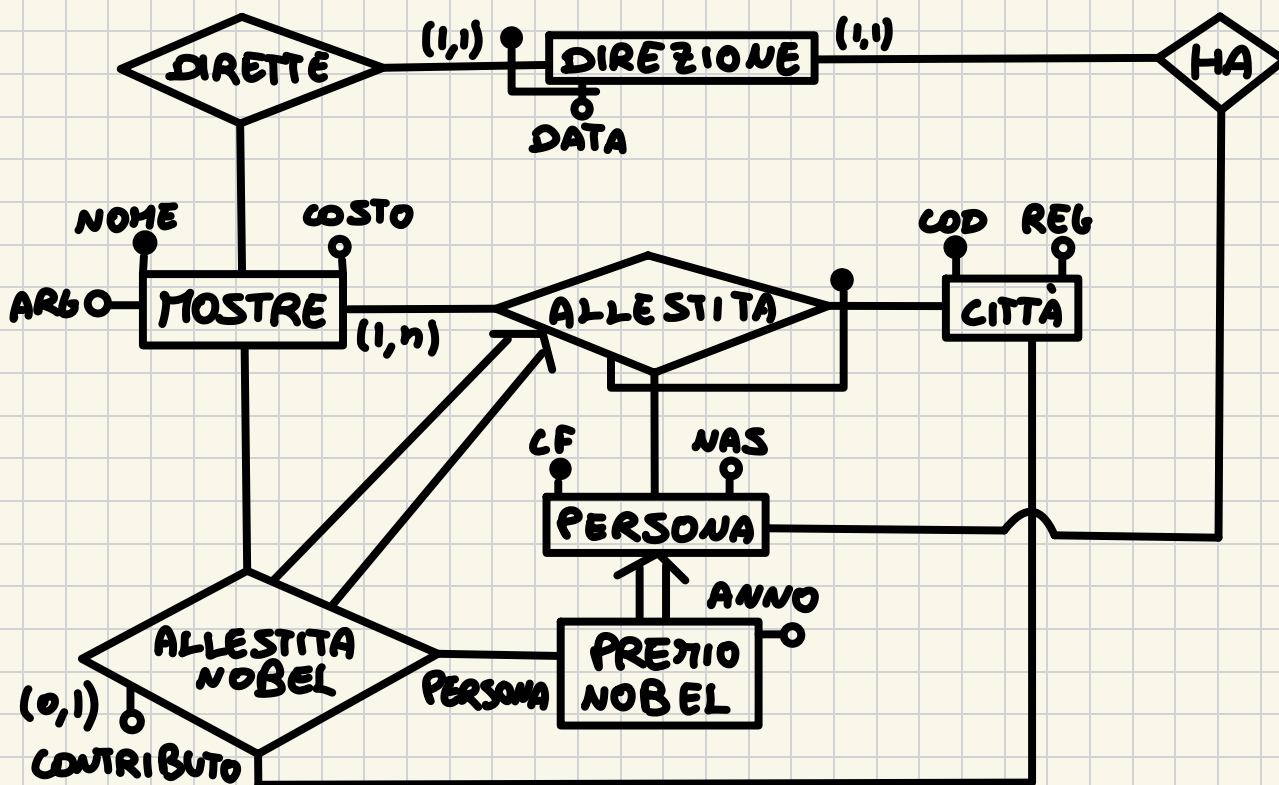 (1,1)
(1,1)
DIRETTE
DIREZIONE
HA
DATA
NOME
COSTO
COD
REG
ARG
MOSTRE
ALLESTITA
CITTÀ
(1,n)
CF
NAS
PERSONA
ANNO
ALLESTITA
NOBEL
PREMIO
NOBEL
PERSONA
(0,1)
CONTRIBUTO